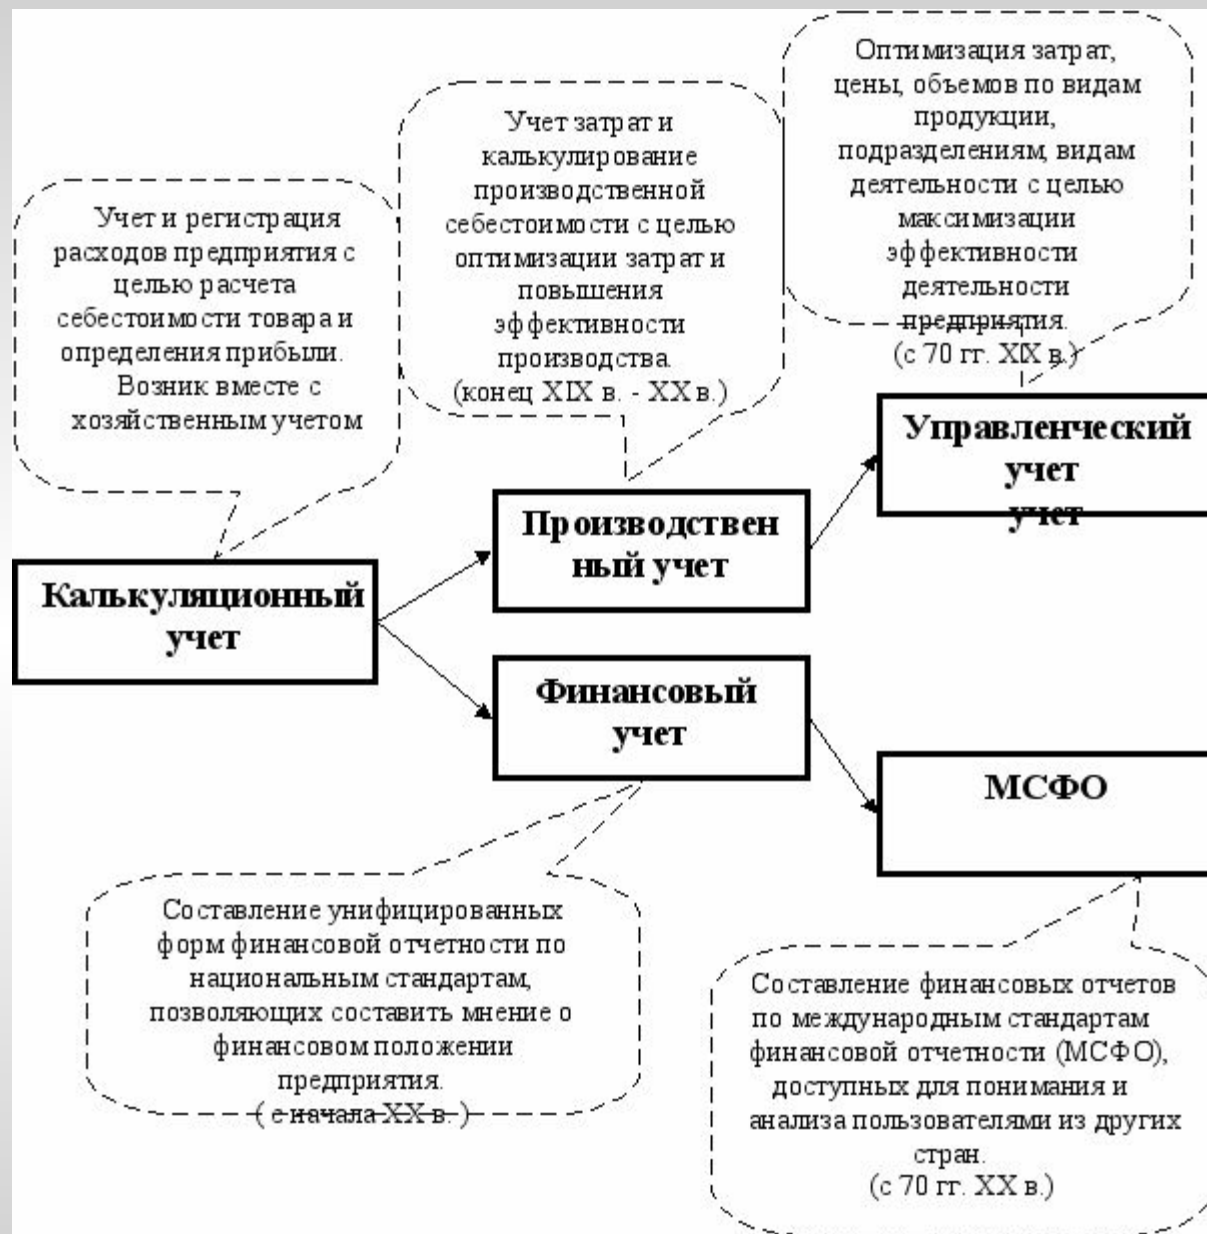 Учет и регистрация
расходов предприятия с
целью расчета
себестоимости товара и
определения прибыли.
Возник вместе с
хозяйственным учетом
Учет затрат и
калькулирование
производственной
себестоимости с целью
оптимизации затрат и
повышения
эффективности
производства.
(конец XIX в. - XX в.)
Оптимизация затрат,
цены, объемов по видам
продукции,
подразделениям, видам
деятельности с целью
максимизации
эффективности
деятельности
предприятия.
(с 70 гг. XIX в.)
Калькуляционный
учет
Производствен
ный учет
Управленческий
учет
учет
Финансовый
учет
МСФО
Составление унифицированных
форм финансовой отчетности по
национальным стандартам,
позволяющих составить мнение о
финансовом положении
предприятия.
( с начала XX в. )
Составление финансовых отчетов
по международным стандартам
финансовой отчетности (МСФО),
доступных для понимания и
анализа пользователями из других
стран.
(с 70 гг. XX в.)